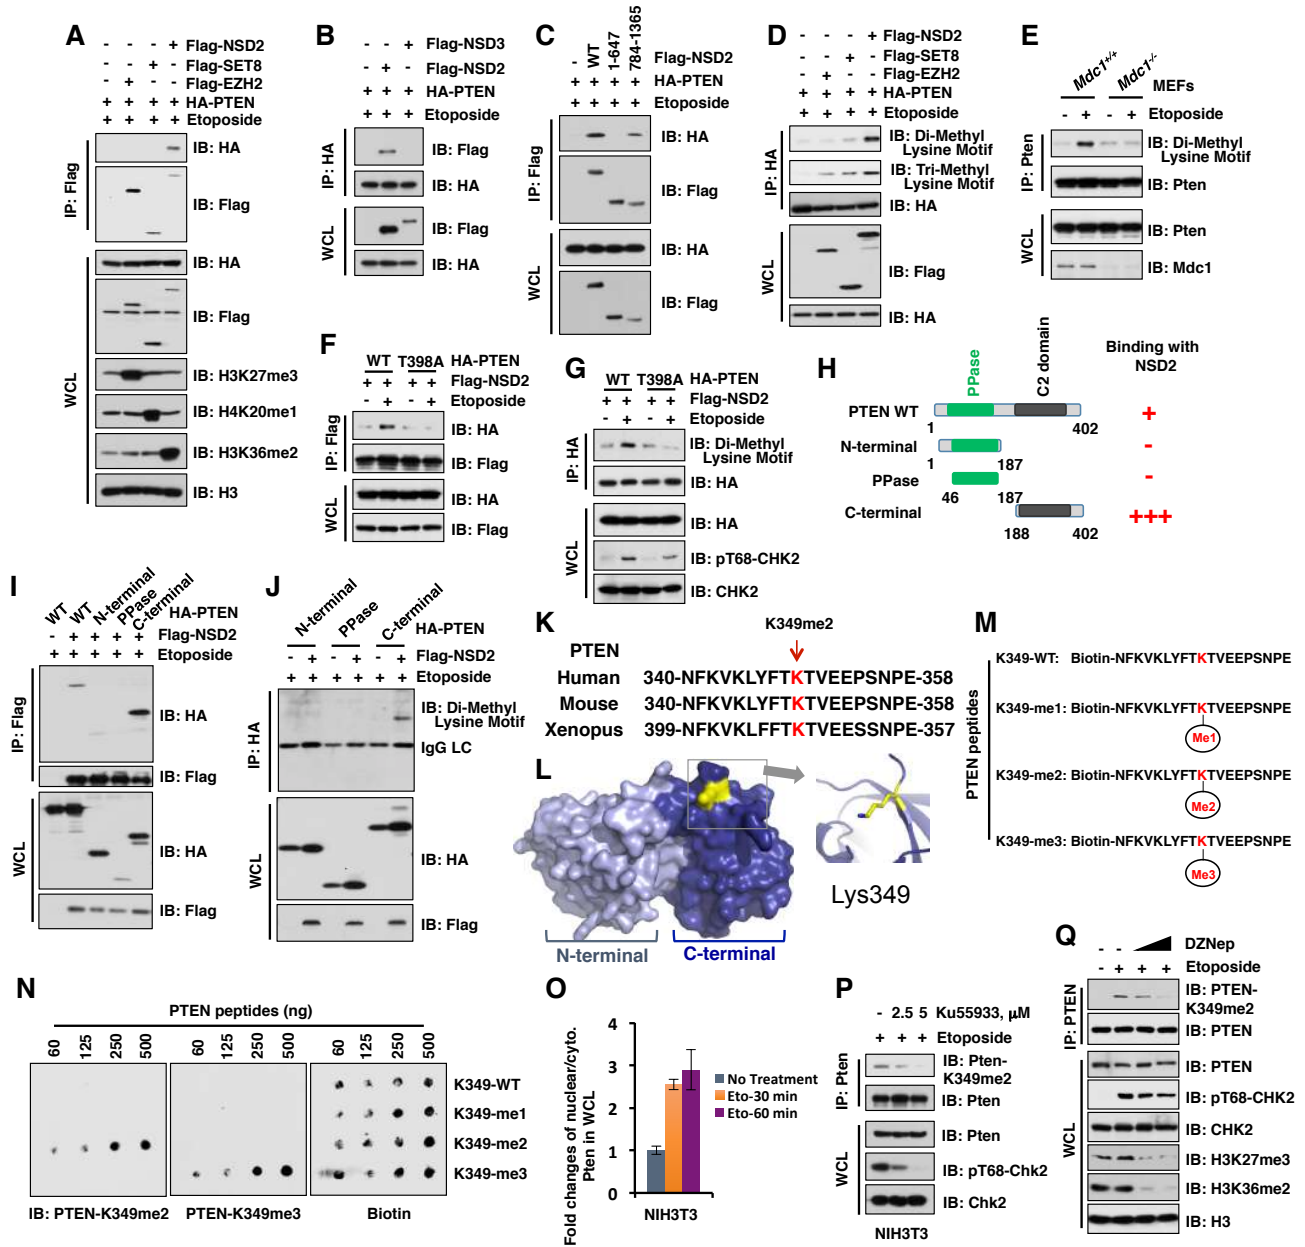 A
- - - + Flag-NSD2
- - + - Flag-SET8
- + - - Flag-EZH2
+ + + + HA-PTEN
+ + + + Etoposide
IP: Flag
IB: HA
IB: Flag
WCL
IB: HA
IB: Flag
IB: H3K27me3
IB: H4K20me1
IB: H3K36me2
IB: H3
B
- - + Flag-NSD3
- + - Flag-NSD2
+ + + HA-PTEN
+ + + Etoposide
IP: HA
IB: Flag
IB: HA
WCL
IB: Flag
IB: HA
C
- WT 1-647 784-1365 Flag-NSD2
+ + + + HA-PTEN
+ + + + Etoposide
IP: Flag
IB: HA
IB: Flag
WCL
IB: HA
IB: Flag
D
- - - + Flag-NSD2
- - + - Flag-SET8
- + - - Flag-EZH2
+ + + + HA-PTEN
+ + + + Etoposide
IP: HA
IB: Di-Methyl
Lysine Motif
IB: Tri-Methyl
Lysine Motif
IB: HA
WCL
IB: Flag
IB: HA
E
Mdc1+/+ Mdc1-/- MEFs
- + - + Etoposide
IP: Pten
IB: Di-Methyl
Lysine Motif
IB: Pten
WCL
IB: Pten
IB: Mdc1
F
WT T398A HA-PTEN
+ + + + Flag-NSD2
- + - + Etoposide
IP: Flag
IB: HA
IB: Flag
WCL
IB: HA
IB: Flag
G
WT T398A HA-PTEN
+ + + + Flag-NSD2
- + - + Etoposide
IP: HA
IB: Di-Methyl
Lysine Motif
IB: HA
WCL
IB: HA
IB: pT68-CHK2
IB: CHK2
H
PPase C2 domain
Binding with
NSD2
PTEN WT +
1 402
N-terminal -
1 187
PPase -
46 187
C-terminal +++
188 402
I
WT WT N-terminal PPase C-terminal HA-PTEN
- + + + + Flag-NSD2
+ + + + + Etoposide
IP: Flag
IB: HA
IB: Flag
WCL
IB: HA
IB: Flag
J
N-terminal PPase C-terminal HA-PTEN
- + - + - + Flag-NSD2
+ + + + + + Etoposide
IP: HA
IB: Di-Methyl
Lysine Motif
IgG LC
WCL
IB: HA
IB: Flag
K
K349me2
PTEN
Human 340-NFKVKLYFTKTVEEPSNPE-358
Mouse 340-NFKVKLYFTKTVEEPSNPE-358
Xenopus 399-NFKVKLFFTKTVEESSNPE-357
L
Lys349
N-terminal C-terminal
M
PTEN peptides
K349-WT: Biotin-NFKVKLYFTKTVEEPSNPE
K349-me1: Biotin-NFKVKLYFTKTVEEPSNPE
Me1
K349-me2: Biotin-NFKVKLYFTKTVEEPSNPE
Me2
K349-me3: Biotin-NFKVKLYFTKTVEEPSNPE
Me3
N
PTEN peptides (ng)
60 125 250 500 60 125 250 500 60 125 250 500
K349-WT
K349-me1
K349-me2
K349-me3
IB: PTEN-K349me2 PTEN-K349me3 Biotin
O
Fold changes of nuclear/cyto.
Pten in WCL
4
3
2
1
0
No Treatment
Eto-30 min
Eto-60 min
NIH3T3
P
- 2.5 5 Ku55933, μM
+ + + Etoposide
IP: Pten
IB: Pten-
K349me2
IB: Pten
WCL
IB: Pten
IB: pT68-Chk2
IB: Chk2
NIH3T3
Q
- - DZNep
- + + + Etoposide
IP: PTEN
IB: PTEN-
K349me2
IB: PTEN
WCL
IB: PTEN
IB: pT68-CHK2
IB: CHK2
IB: H3K27me3
IB: H3K36me2
IB: H3